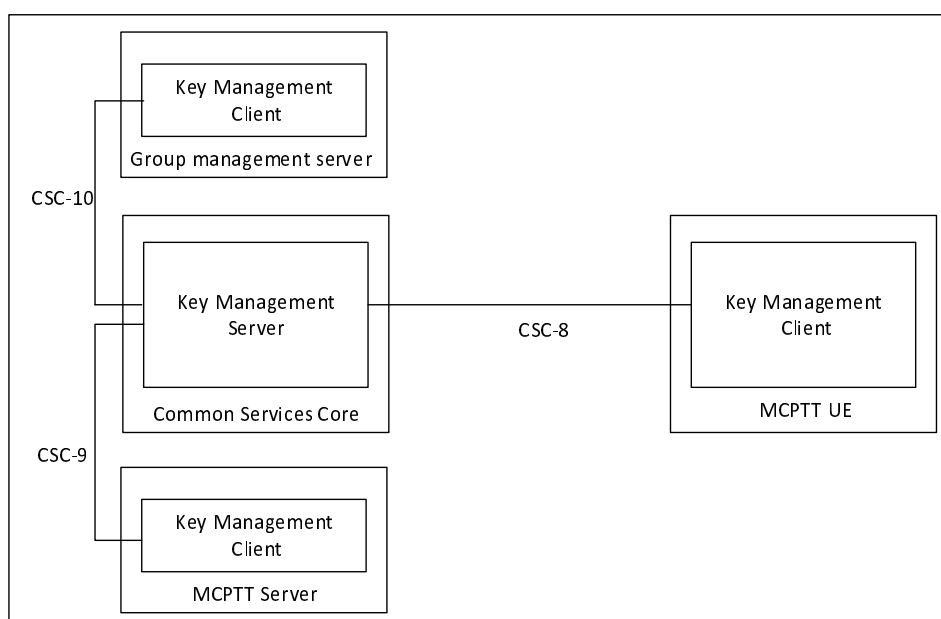 Key Management
Client
Group management server
CSC-10
Key Management
Server
Common Services Core
CSC-8
Key Management
Client
MCPTT UE
CSC-9
Key Management
Client
MCPTT Server